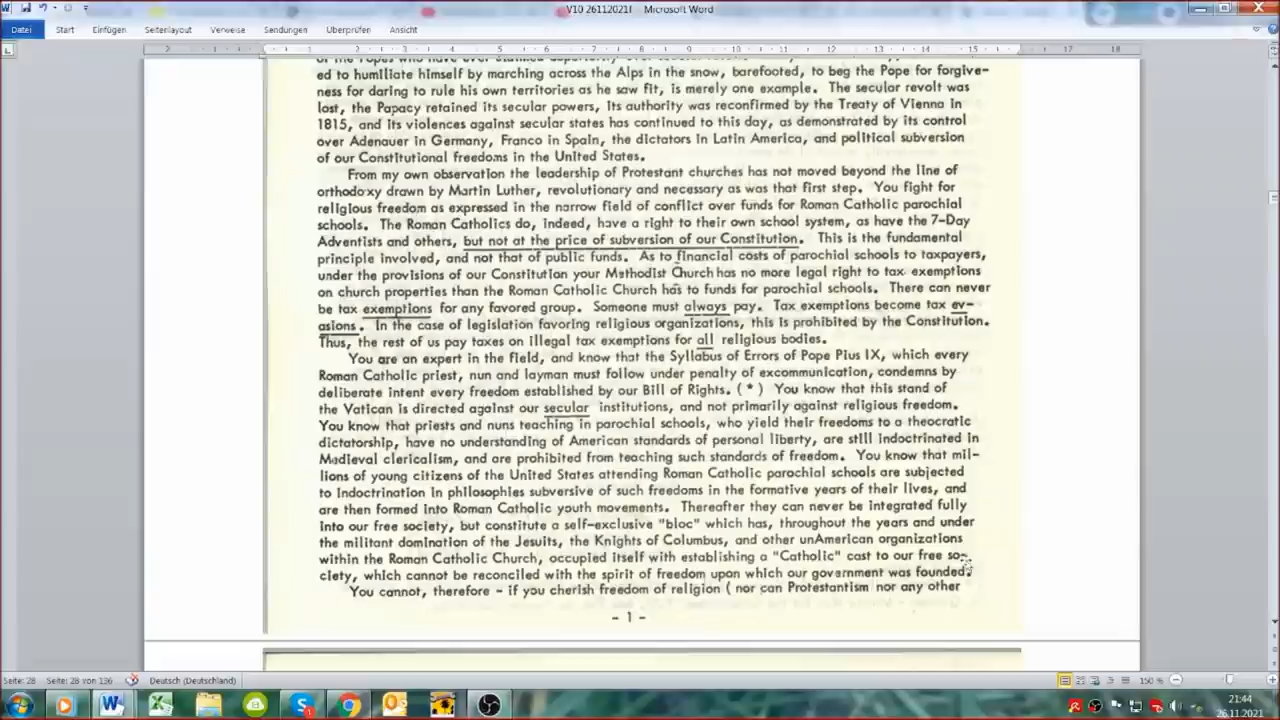 V10 26112021f - Microsoft Word
Datei Start Einfügen Seitenlayout Verweise Sendungen Überprüfen Ansicht
2 1 1 2 3 4 5 6 7 8 9 10 11 12 13 14 15 17 18
ed to humiliate himself by marching across the Alps in the snow, barefooted, to beg the Pope for forgive-
ness for daring to rule his own territories as he saw fit, is merely one example. The secular revolt was
lost, the Papacy retained its secular powers, its authority was reconfirmed by the Treaty of Vienna in
1815, and its violences against secular states has continued to this day, as demonstrated by its control
over Adenauer in Germany, Franco in Spain, the dictators in Latin America, and political subversion
of our Constitutional freedoms in the United States.
From my own observation the leadership of Protestant churches has not moved beyond the line of
orthodoxy drawn by Martin Luther, revolutionary and necessary as was that first step. You fight for
religious freedom as expressed in the narrow field of conflict over funds for Roman Catholic parochial
schools. The Roman Catholics do, indeed, have a right to their own school system, as have the 7-Day
Adventists and others, but not at the price of subversion of our Constitution. This is the fundamental
principle involved, and not that of public funds. As to financial costs of parochial schools to taxpayers,
under the provisions of our Constitution your Methodist Church has no more legal right to tax exemptions
on church properties than the Roman Catholic Church has to funds for parochial schools. There can never
be tax exemptions for any favored group. Someone must always pay. Tax exemptions become tax ev-
asions. In the case of legislation favoring religious organizations, this is prohibited by the Constitution.
Thus, the rest of us pay taxes on illegal tax exemptions for all religious bodies.
You are an expert in the field, and know that the Syllabus of Errors of Pope Pius IX, which every
Roman Catholic priest, nun and layman must follow under penalty of excommunication, condemns by
deliberate intent every freedom established by our Bill of Rights. (*) You know that this stand of
the Vatican is directed against our secular institutions, and not primarily against religious freedom.
You know that priests and nuns teaching in parochial schools, who yield their freedoms to a theocratic
dictatorship, have no understanding of American standards of personal liberty, are still indoctrinated in
Medieval clericalism, and are prohibited from teaching such standards of freedom. You know that mil-
lions of young citizens of the United States attending Roman Catholic parochial schools are subjected
to indoctrination in philosophies subversive of such freedoms in the formative years of their lives, and
are then formed into Roman Catholic youth movements. Thereafter they can never be integrated fully
into our free society, but constitute a self-exclusive "bloc" which has, throughout the years and under
the militant domination of the Jesuits, the Knights of Columbus, and other unAmerican organizations
within the Roman Catholic Church, occupied itself with establishing a "Catholic" cast to our free so-
ciety, which cannot be reconciled with the spirit of freedom upon which our government was founded.
You cannot, therefore - if you cherish freedom of religion ( nor can Protestantism nor any other
- 1 -
Seite: 28 Seite: 28 von 136 Deutsch (Deutschland) 150 %
21:44
26.11.2021